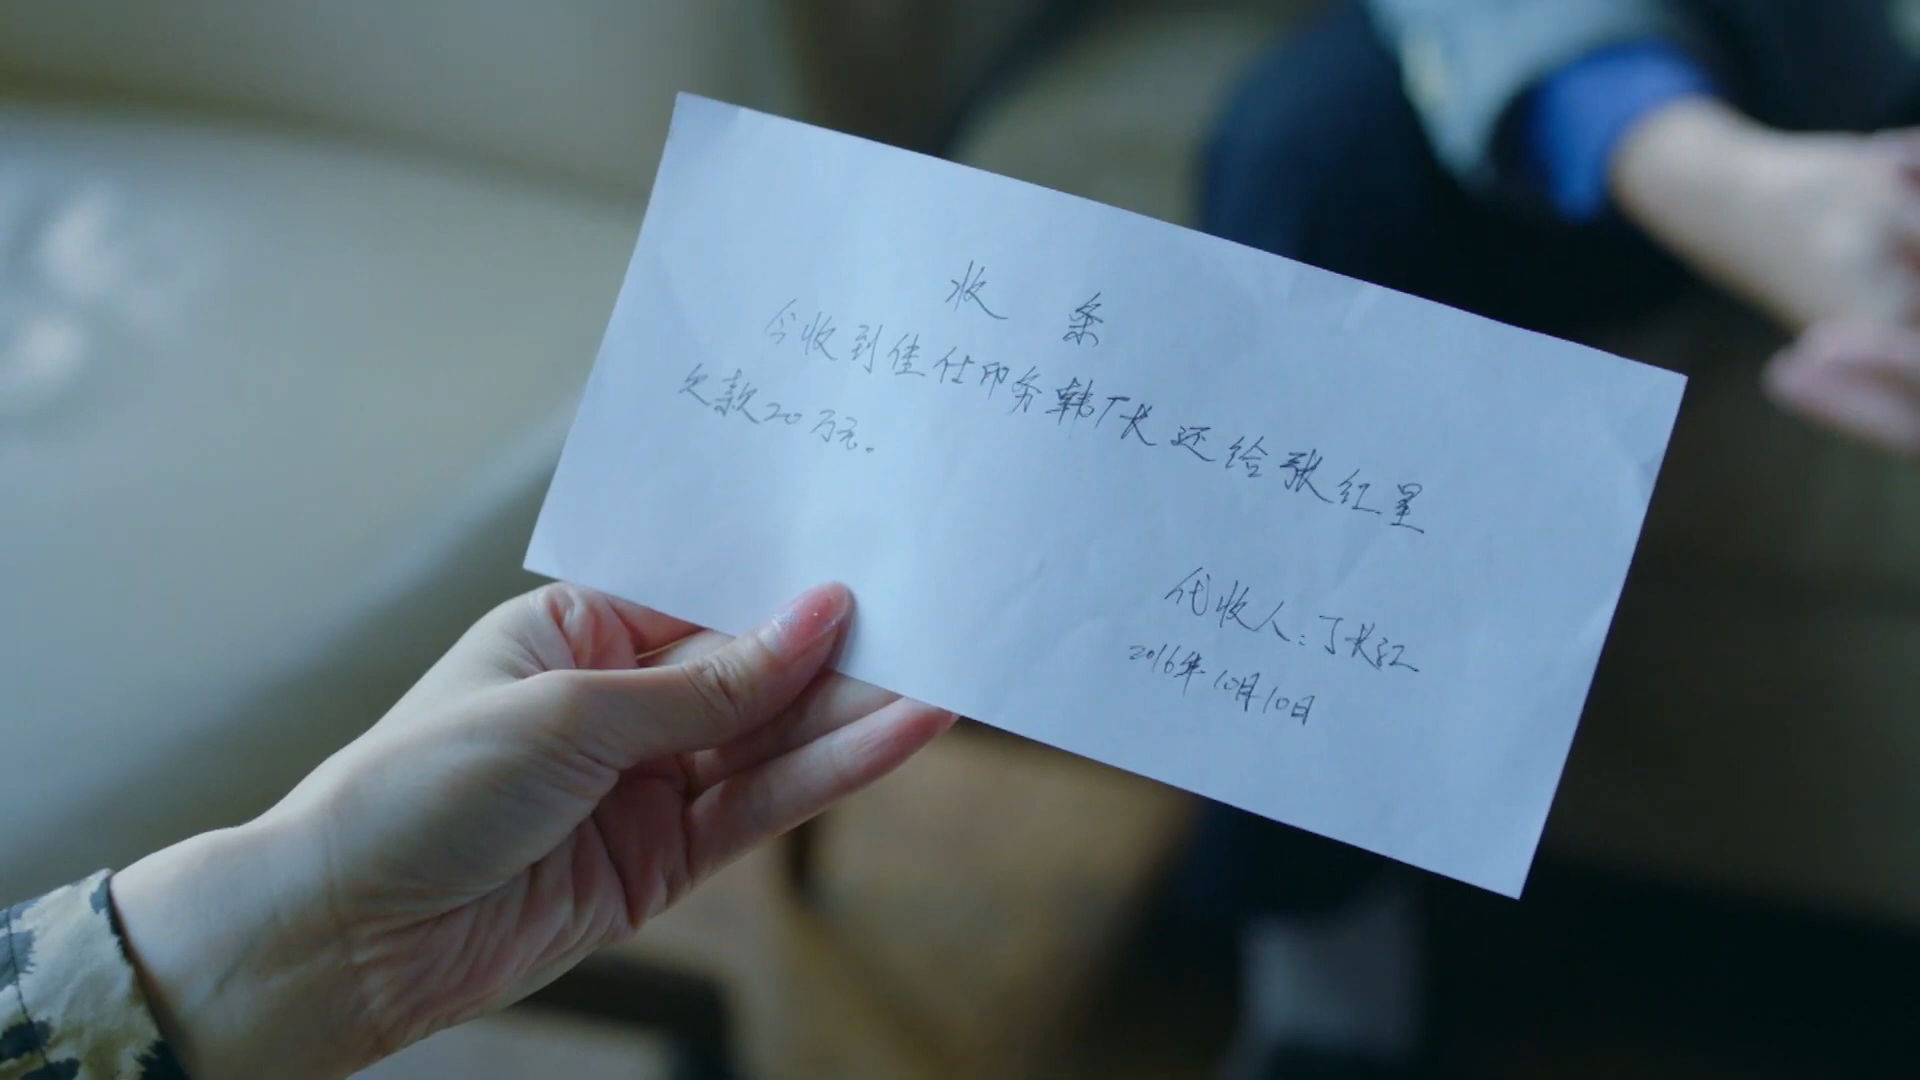 收 条
今收到佳仕印务韩厂长还给张红星
欠款20万元。
代收人：丁长红
2016年10月10日